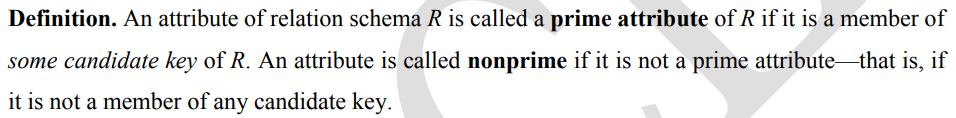 Definition. An attribute of relation schema R is called a prime attribute of R if it is a member of
some candidate key of R. An attribute is called nonprime if it is not a prime attribute—that is, if
it is not a member of any candidate key.